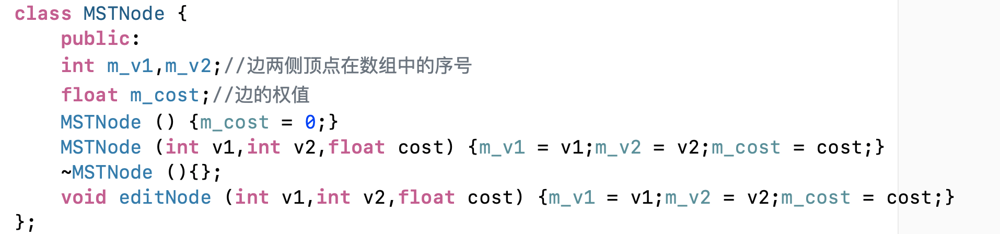 class MSTNode {
public:
int m_v1,m_v2;//边两侧顶点在数组中的序号
float m_cost;//边的权值
MSTNode () {m_cost = 0;}
MSTNode (int v1,int v2,float cost) {m_v1 = v1;m_v2 = v2;m_cost = cost;}
~MSTNode (){};
void editNode (int v1,int v2,float cost) {m_v1 = v1;m_v2 = v2;m_cost = cost;}
};